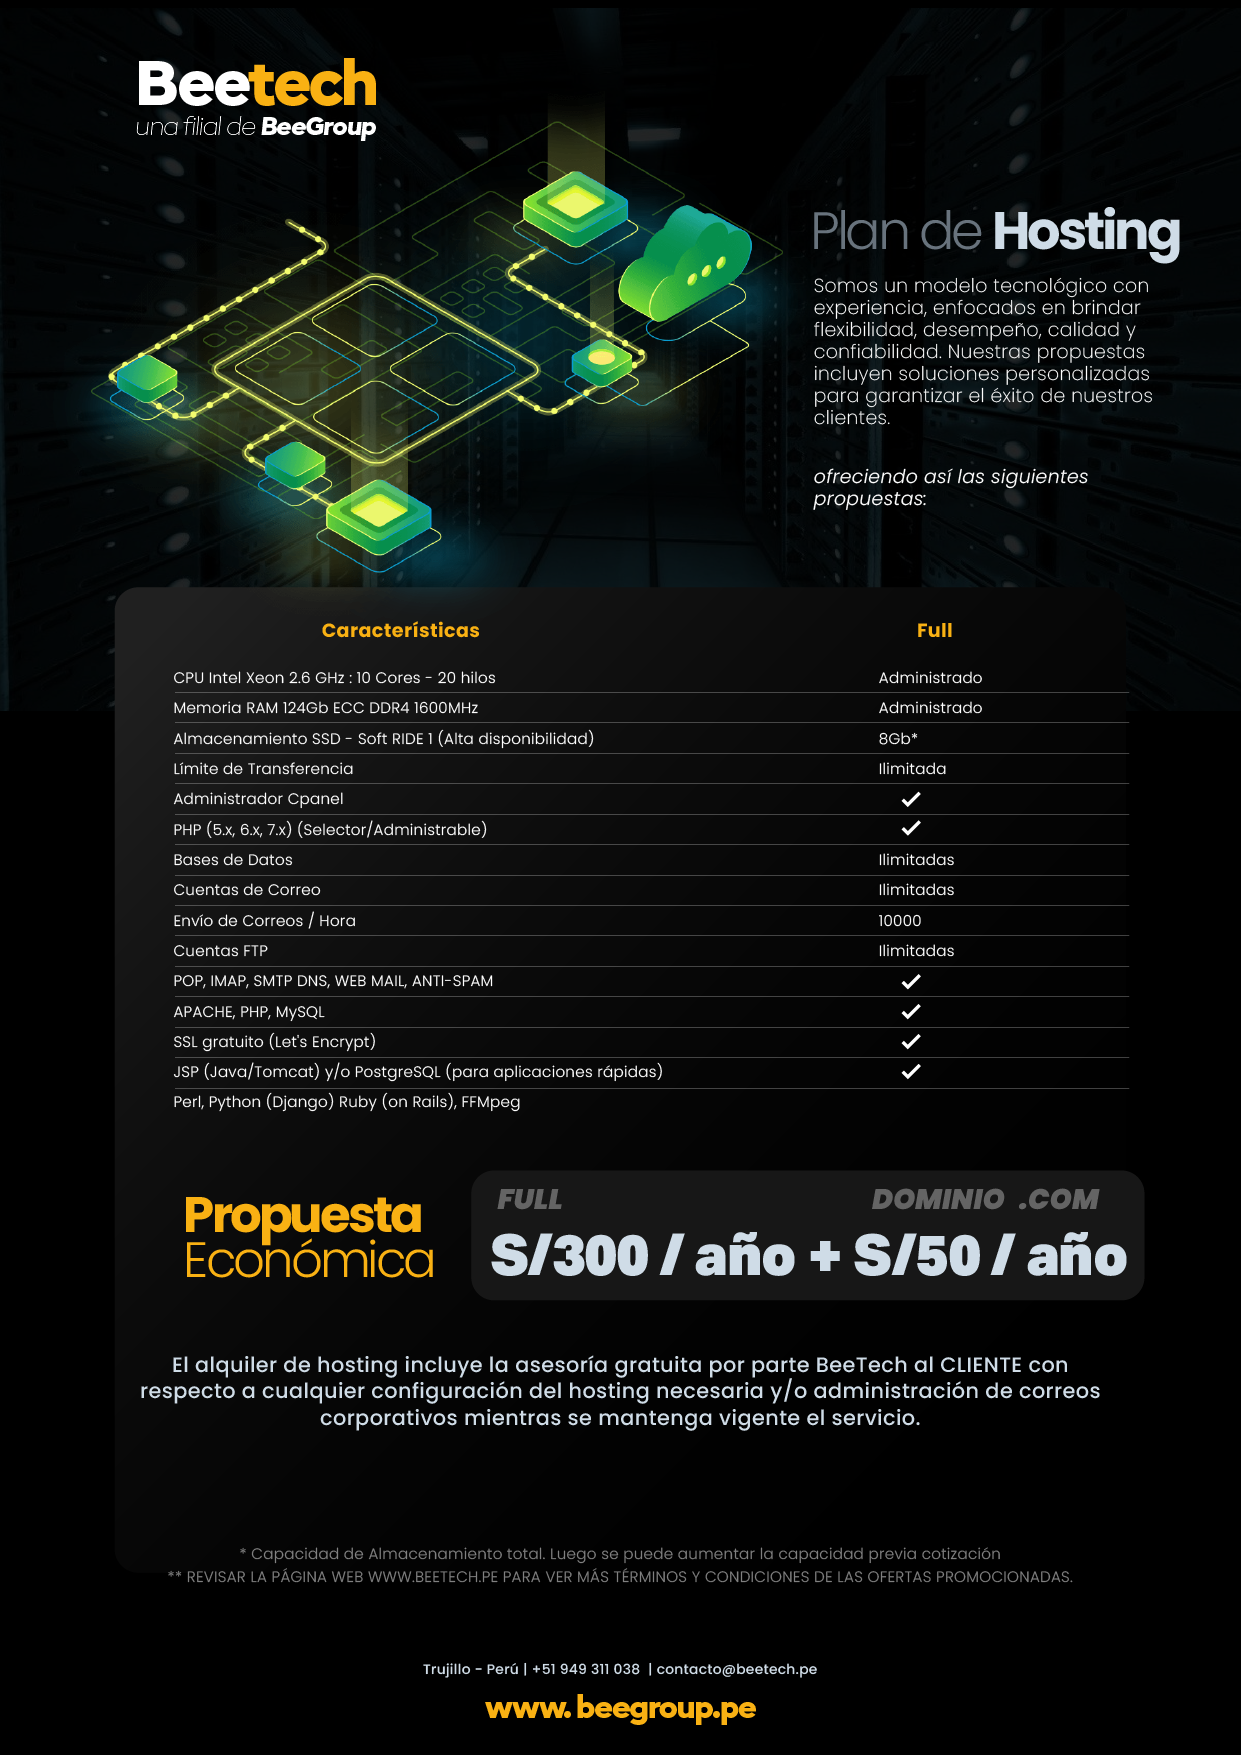 Beetech
una filial de BeeGroup
Plan de Hosting
Somos un modelo tecnológico con
experiencia, enfocados en brindar
flexibilidad, desempeño, calidad y
confiabilidad. Nuestras propuestas
incluyen soluciones personalizadas
para garantizar el éxito de nuestros
clientes.
ofreciendo así las siguientes
propuestas:
Características Full
CPU Intel Xeon 2.6 GHz : 10 Cores - 20 hilos Administrado
Memoria RAM 124Gb ECC DDR4 1600MHz Administrado
Almacenamiento SSD - Soft RIDE 1 (Alta disponibilidad) 8Gb*
Límite de Transferencia Ilimitada
Administrador Cpanel ✓
PHP (5.x, 6.x, 7.x) (Selector/Administrable) ✓
Bases de Datos Ilimitadas
Cuentas de Correo Ilimitadas
Envío de Correos / Hora 10000
Cuentas FTP Ilimitadas
POP, IMAP, SMTP DNS, WEB MAIL, ANTI-SPAM ✓
APACHE, PHP, MySQL ✓
SSL gratuito (Let's Encrypt) ✓
JSP (Java/Tomcat) y/o PostgreSQL (para aplicaciones rápidas) ✓
Perl, Python (Django) Ruby (on Rails), FFMpeg
Propuesta
Económica
FULL DOMINIO .COM
S/300 / año + S/50 / año
El alquiler de hosting incluye la asesoría gratuita por parte BeeTech al CLIENTE con
respecto a cualquier configuración del hosting necesaria y/o administración de correos
corporativos mientras se mantenga vigente el servicio.
* Capacidad de Almacenamiento total. Luego se puede aumentar la capacidad previa cotización
** REVISAR LA PÁGINA WEB WWW.BEETECH.PE PARA VER MÁS TÉRMINOS Y CONDICIONES DE LAS OFERTAS PROMOCIONADAS.
Trujillo - Perú | +51 949 311 038 | contacto@beetech.pe
www. beegroup.pe